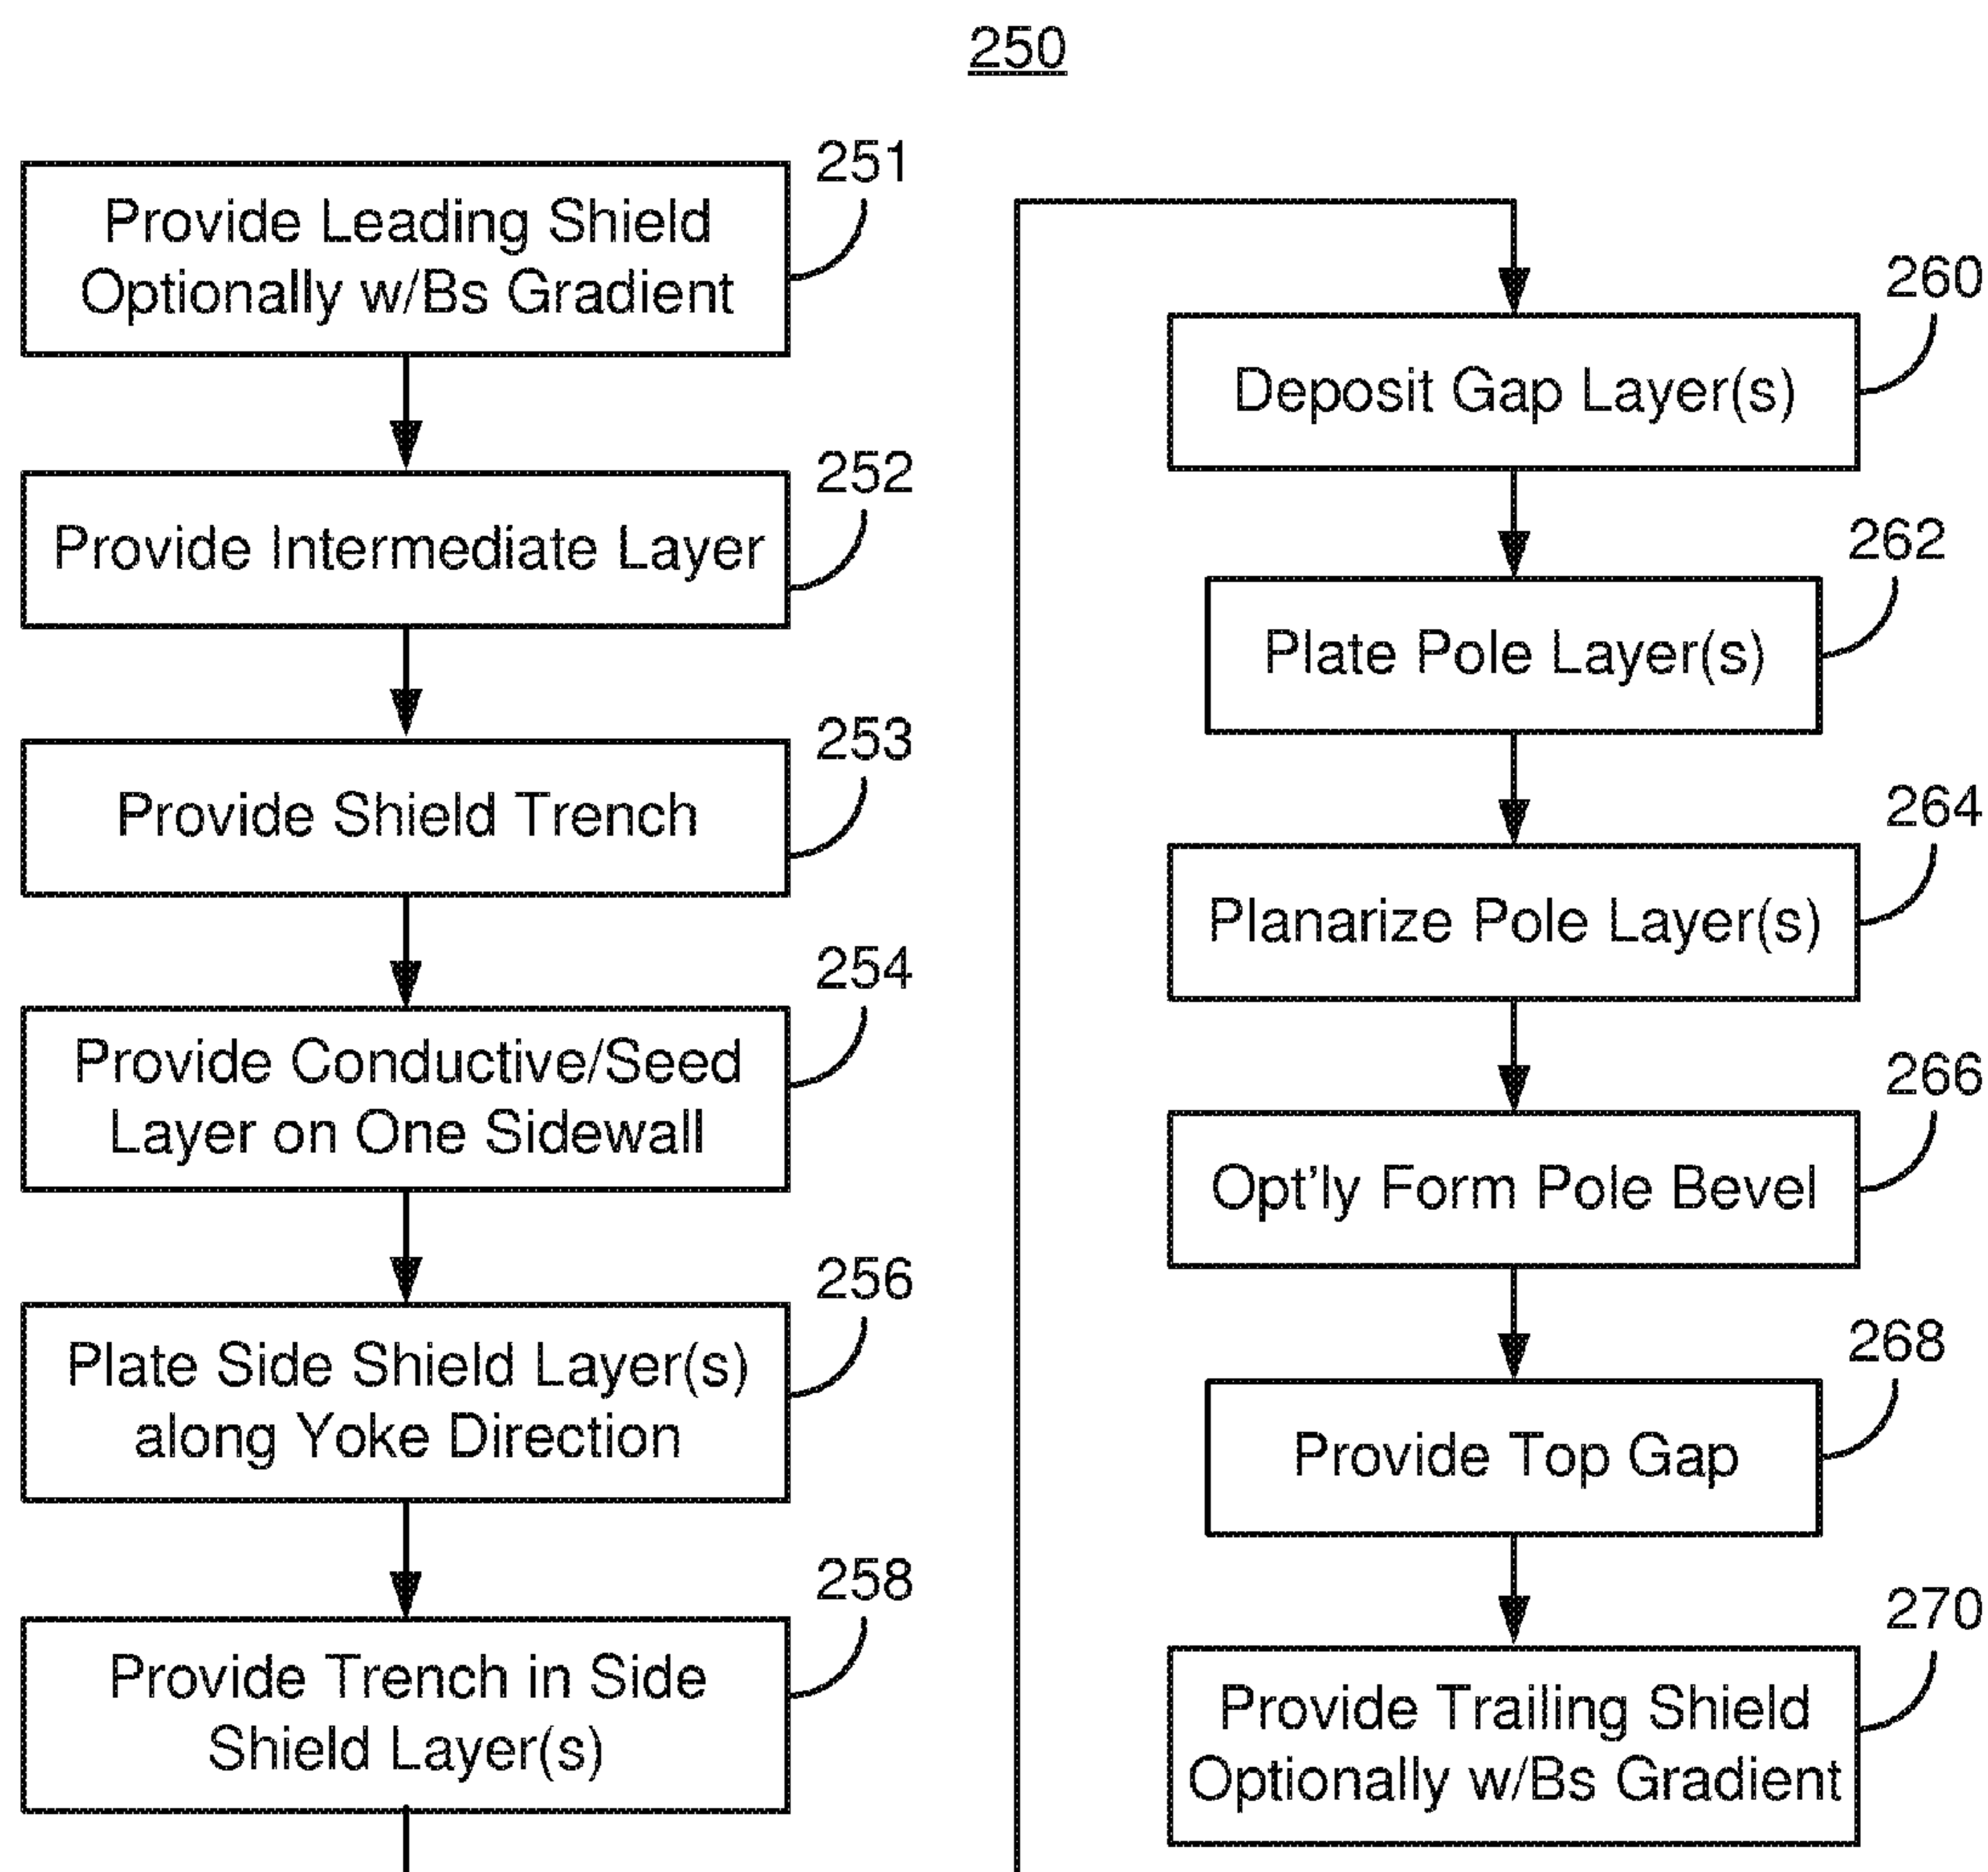 250
251
Provide Leading Shield
Optionally w/Bs Gradient
252
Provide Intermediate Layer
253
Provide Shield Trench
254
Provide Conductive/Seed
Layer on One Sidewall
256
Plate Side Shield Layer(s)
along Yoke Direction
258
Provide Trench in Side
Shield Layer(s)
260
Deposit Gap Layer(s)
262
Plate Pole Layer(s)
264
Planarize Pole Layer(s)
266
Opt'ly Form Pole Bevel
268
Provide Top Gap
270
Provide Trailing Shield
Optionally w/Bs Gradient